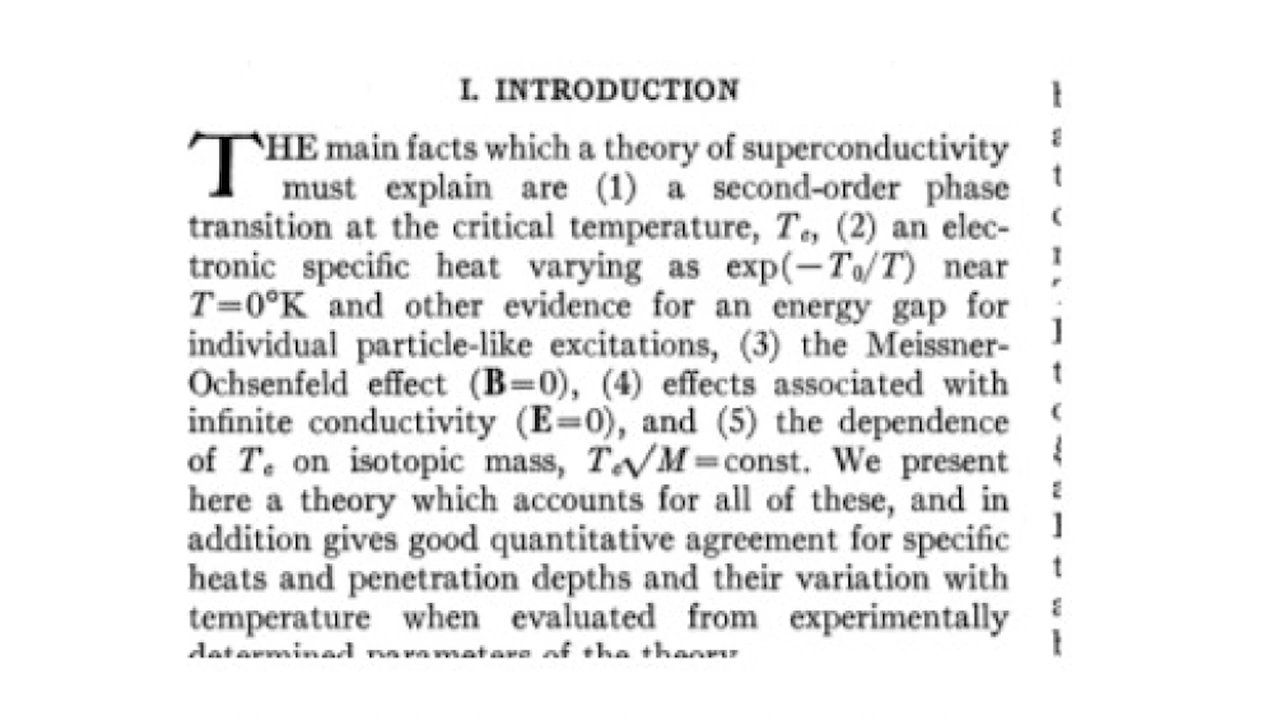 I. INTRODUCTION
THE main facts which a theory of superconductivity
must explain are (1) a second-order phase
transition at the critical temperature, Tc, (2) an elec-
tronic specific heat varying as exp(−T0/T) near
T=0°K and other evidence for an energy gap for
individual particle-like excitations, (3) the Meissner-
Ochsenfeld effect (B=0), (4) effects associated with
infinite conductivity (E=0), and (5) the dependence
of Tc on isotopic mass, Tc√M=const. We present
here a theory which accounts for all of these, and in
addition gives good quantitative agreement for specific
heats and penetration depths and their variation with
temperature when evaluated from experimentally
determined parameters of the theory.